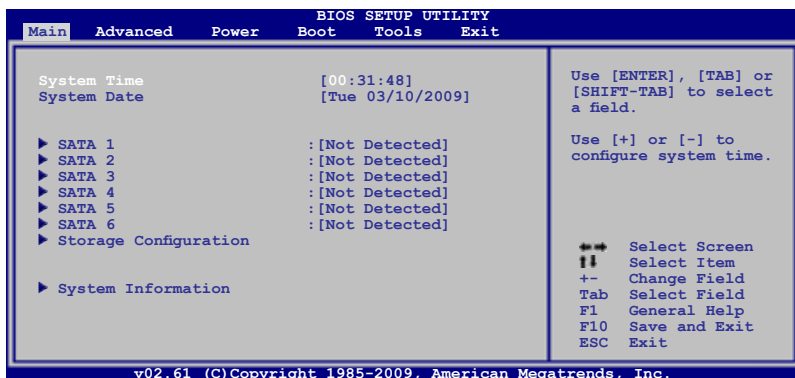 BIOS SETUP UTILITY
Main Advanced Power Boot Tools Exit
System Time [00:31:48]
System Date [Tue 03/10/2009]
SATA 1 :[Not Detected]
SATA 2 :[Not Detected]
SATA 3 :[Not Detected]
SATA 4 :[Not Detected]
SATA 5 :[Not Detected]
SATA 6 :[Not Detected]
Storage Configuration
System Information
Use [ENTER], [TAB] or
[SHIFT-TAB] to select
a field.
Use [+] or [-] to
configure system time.
Select Screen
Select Item
+- Change Field
Tab Select Field
F1 General Help
F10 Save and Exit
ESC Exit
v02.61 (C)Copyright 1985-2009, American Megatrends, Inc.